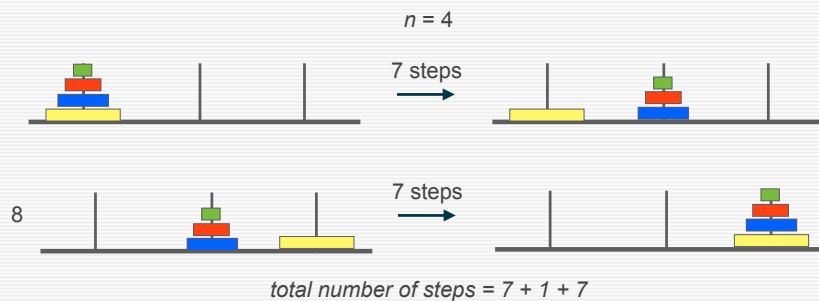 n = 4
7 steps
8
7 steps
total number of steps = 7 + 1 + 7